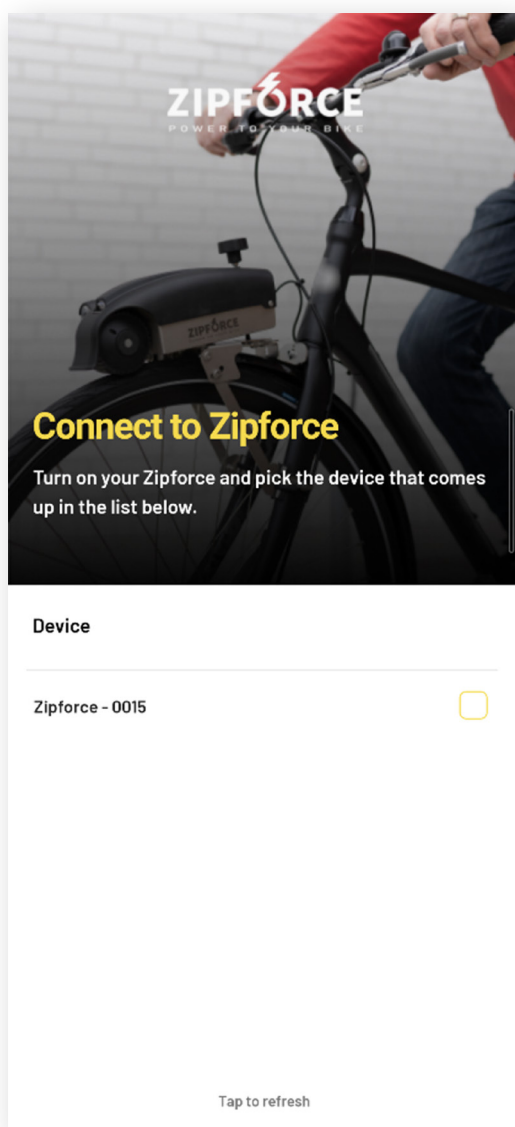 ZIPFORCE
POWER TO YOUR BIKE
ZIPFORCE
Connect to Zipforce
Turn on your Zipforce and pick the device that comes
up in the list below.
Device
Zipforce - 0015
Tap to refresh